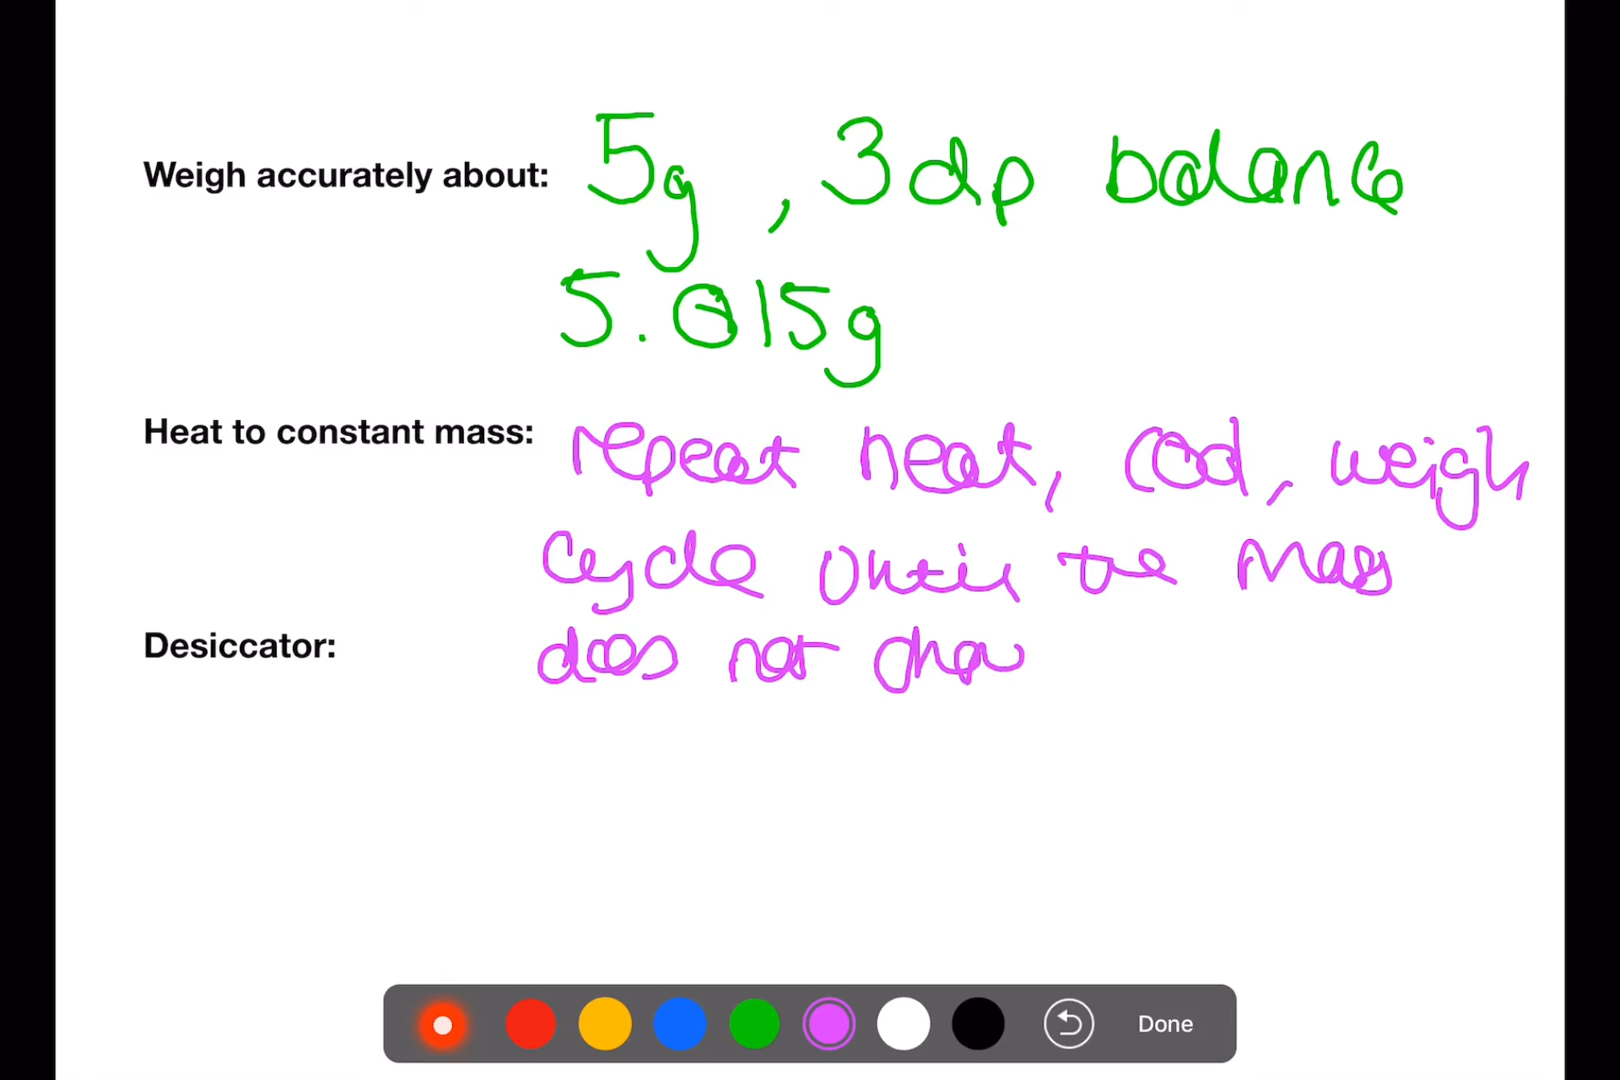 Weigh accurately about: 5g, 3dp balance
5.015g
Heat to constant mass: repeat heat, cool, weigh
cycle until the mass
Desiccator: does not
Done